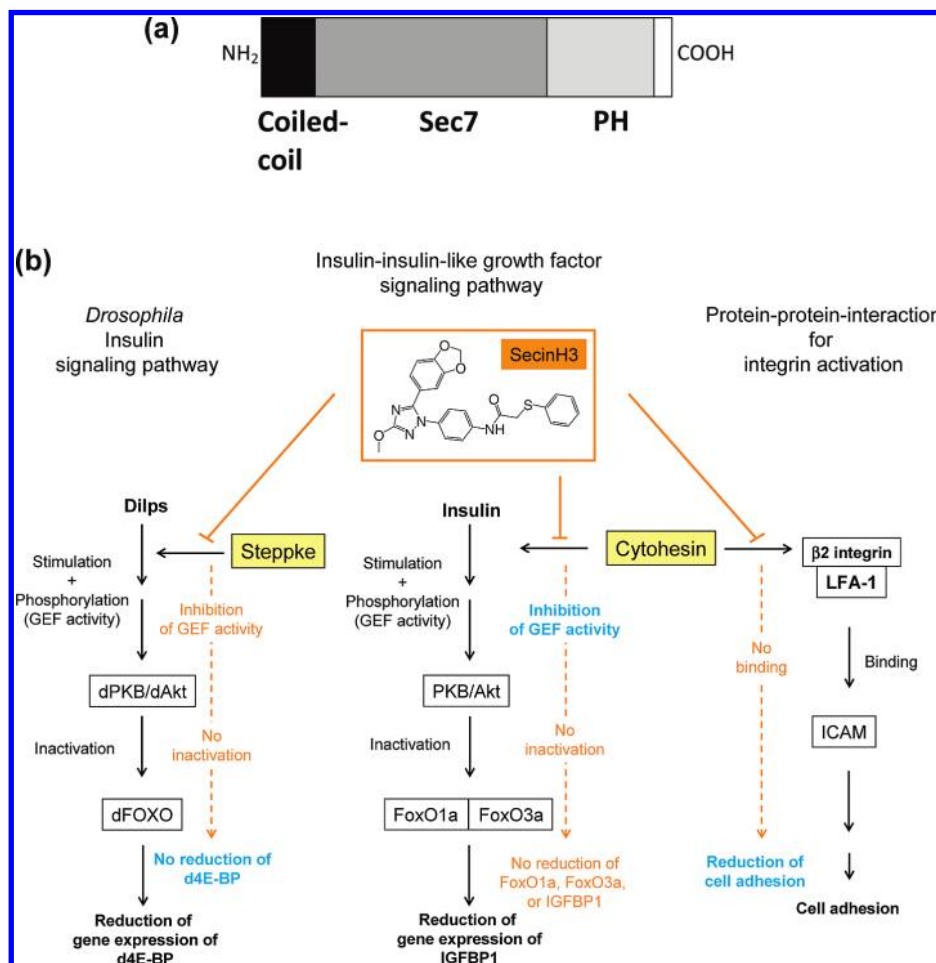 (a)
NH2
COOH
Coiled-
coil
Sec7
PH
(b)
Insulin-insulin-like growth factor
signaling pathway
Drosophila
Insulin
signaling pathway
Protein-protein-interaction
for
integrin activation
SecinH3
O
O
O
S
N
N
N
NH
O
Dilps
Steppke
Stimulation
+
Phosphorylation
(GEF activity)
Inhibition
of GEF activity
dPKB/dAkt
Inactivation
No
inactivation
dFOXO
No reduction of
d4E-BP
Reduction of
gene expression of
d4E-BP
Insulin
Cytohesin
Stimulation
+
Phosphorylation
(GEF activity)
Inhibition
of GEF activity
PKB/Akt
Inactivation
No
inactivation
FoxO1a
FoxO3a
No reduction of
FoxO1a, FoxO3a,
or IGFBP1
Reduction of
gene expression of
IGFBP1
β2 integrin
LFA-1
No
binding
Binding
ICAM
Reduction of
cell adhesion
Cell adhesion